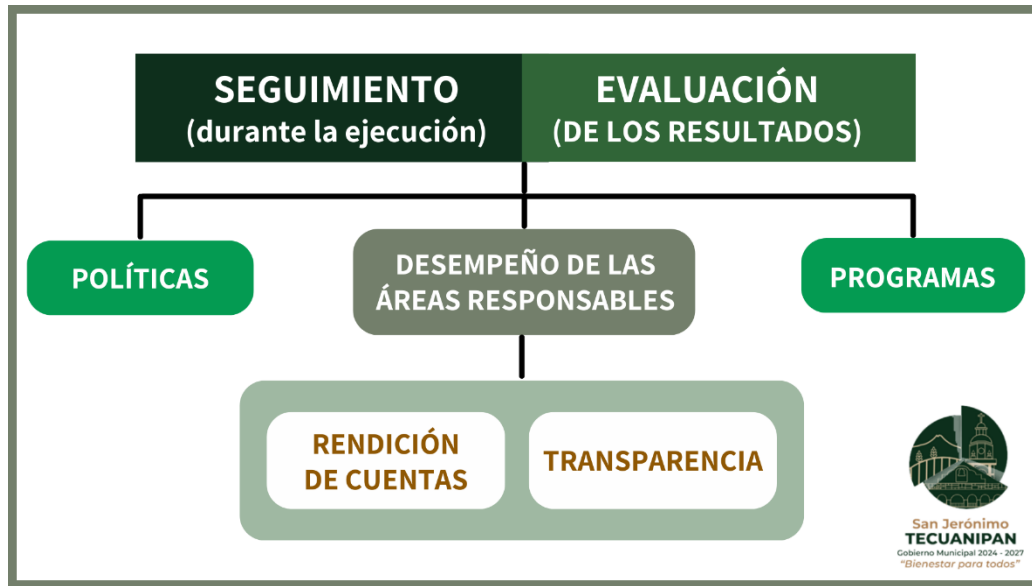 SEGUIMIENTO
(durante la ejecución)
EVALUACIÓN
(DE LOS RESULTADOS)
POLÍTICAS
DESEMPEÑO DE LAS
ÁREAS RESPONSABLES
PROGRAMAS
RENDICIÓN
DE CUENTAS
TRANSPARENCIA
San Jerónimo
TECUANIPAN
Gobierno Municipal 2024 - 2027
"Bienestar para todos"